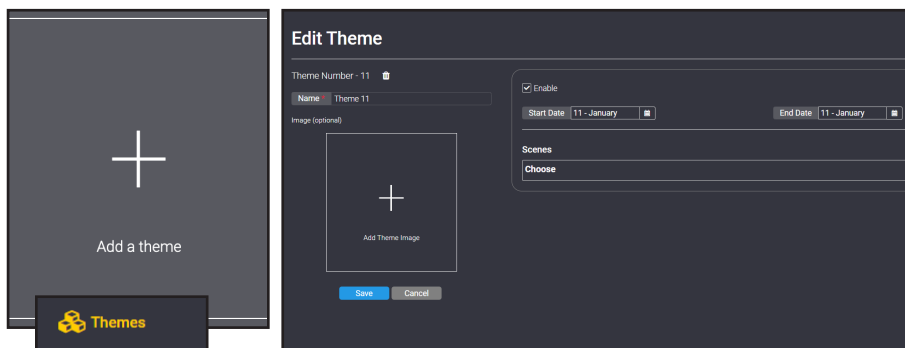 Add a theme
Themes
Edit Theme
Theme Number - 11
Name * Theme 11
Image (optional)
Add Theme Image
Save Cancel
Enable
Start Date 11 - January End Date 11 - January
Scenes
Choose